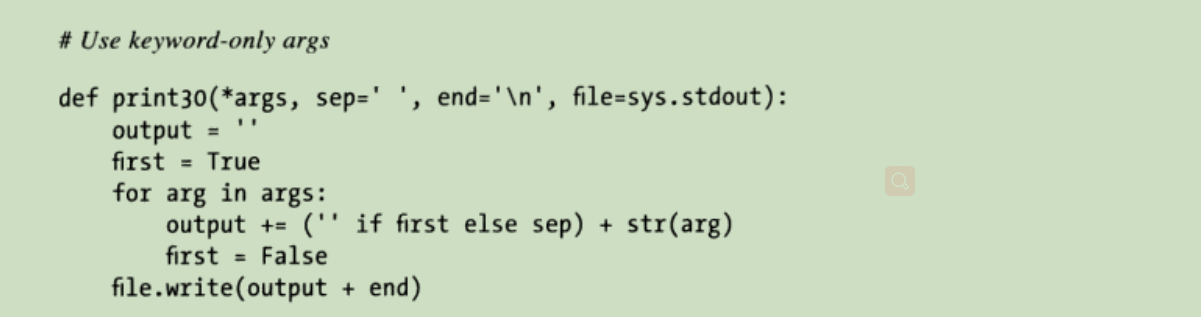 # Use keyword-only args
def print30(*args, sep=' ', end='\n', file=sys.stdout):
    output = ''
    first = True
    for arg in args:
        output += ('' if first else sep) + str(arg)
        first = False
    file.write(output + end)